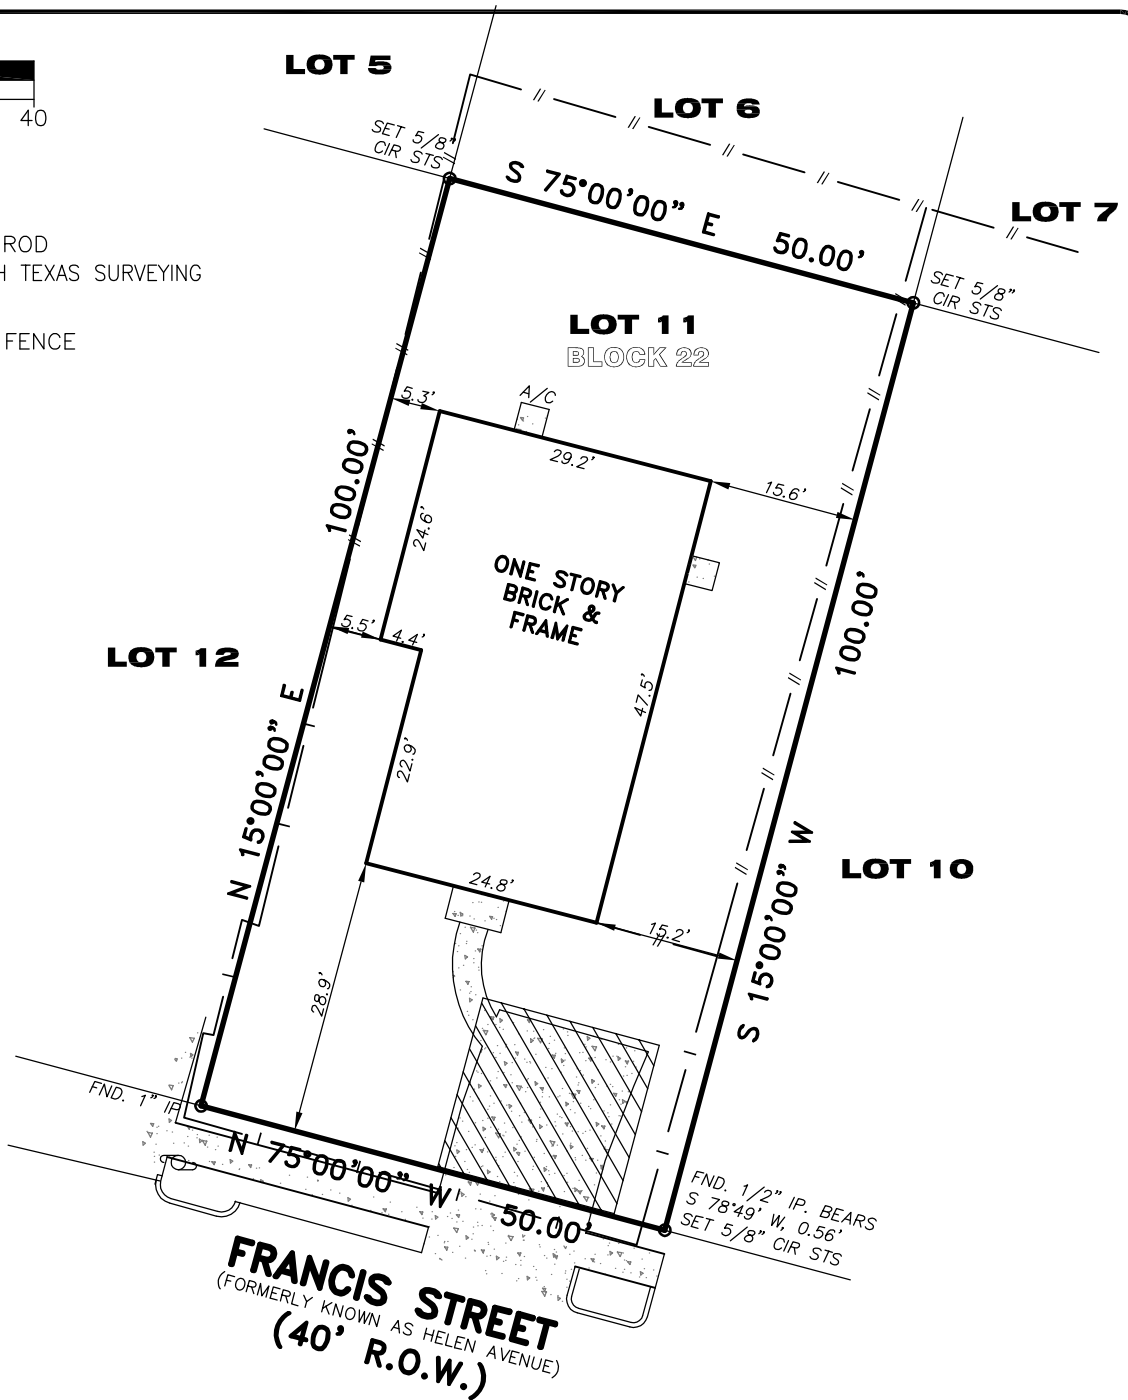 LOT 5
LOT 6
40
SET 5/8"
CIR STS
S 75°00'00" E 50.00'
LOT 7
ROD
H TEXAS SURVEYING
SET 5/8"
CIR STS
FENCE
LOT 11
BLOCK 22
A/C
5.3'
29.2'
100.00'
15.6'
24.6'
ONE STORY
BRICK &
FRAME
100.00'
5.5'
4.4'
LOT 12
47.5'
N 15°00'00" E
22.9'
S 15°00'00" W
LOT 10
24.8'
15.2'
28.9'
FND. 1" IP
N 75°00'00" W 50.00'
FND. 1/2" IP. BEARS
S 78°49' W, 0.56'
SET 5/8" CIR STS
FRANCIS STREET
(FORMERLY KNOWN AS HELEN AVENUE)
(40' R.O.W.)